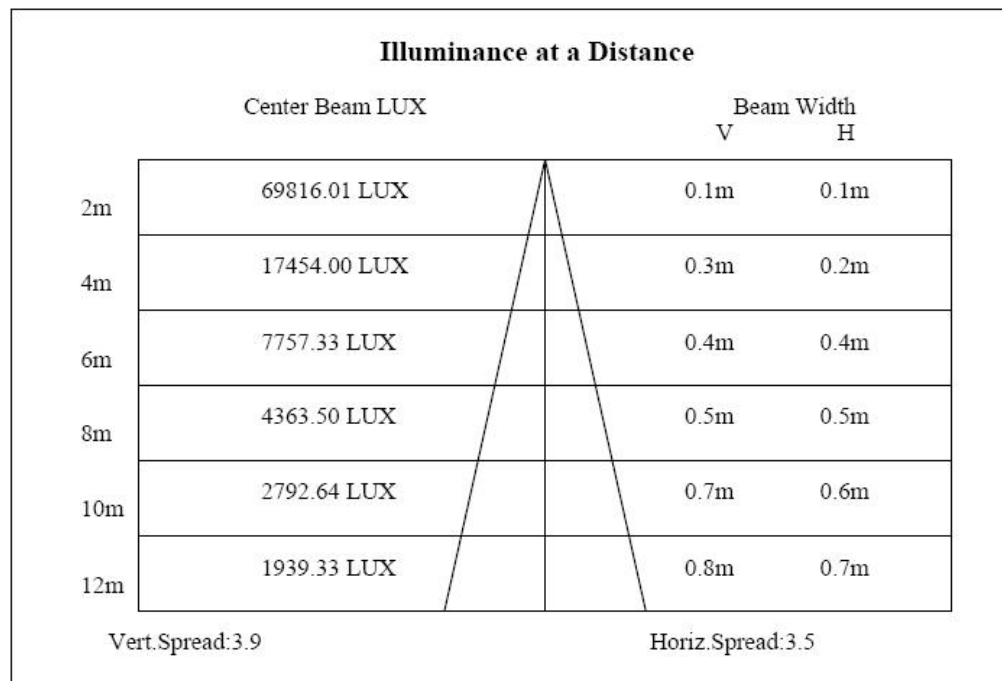 Illuminance at a Distance
Center Beam LUX Beam Width
V H
2m 69816.01 LUX 0.1m 0.1m
4m 17454.00 LUX 0.3m 0.2m
6m 7757.33 LUX 0.4m 0.4m
8m 4363.50 LUX 0.5m 0.5m
10m 2792.64 LUX 0.7m 0.6m
12m 1939.33 LUX 0.8m 0.7m
Vert.Spread:3.9 Horiz.Spread:3.5